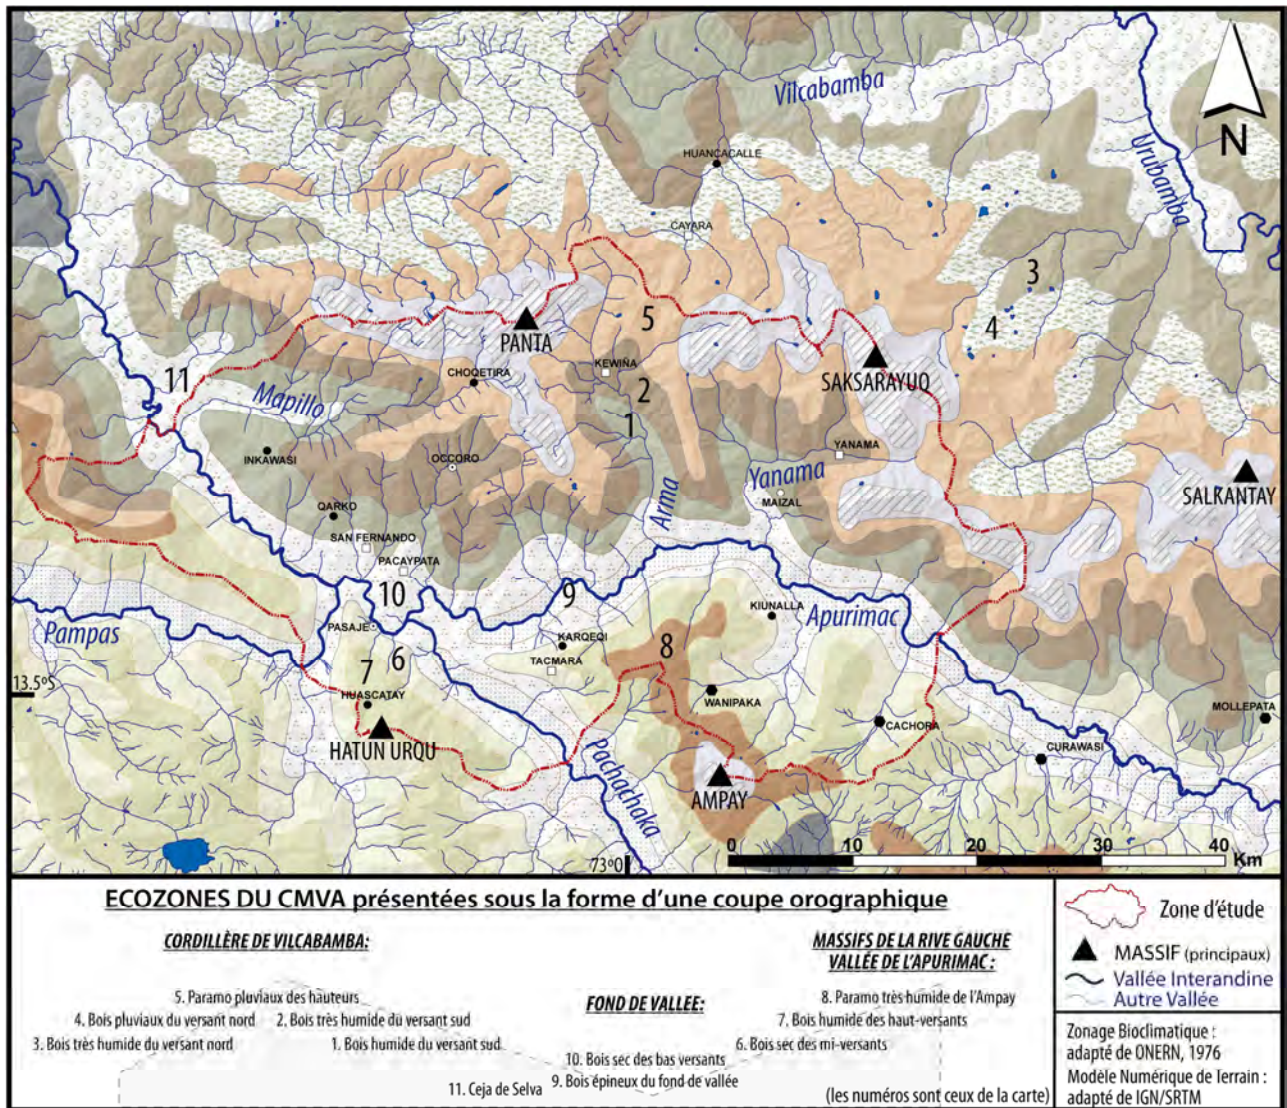 Vilcabamba
Urubamba
N
HUANCACALLE
CAYARA
3
4
5
PANTA
SAKSARAYUQ
KEWIÑA
CHOQETIRA
2
1
11
Mapillo
INKAWASI
OCCORO
YANAMA
Yanama
MAIZAL
SALRANTAY
Arma
QARKO
SAN FERNANDO
PACAYPATA
10
9
Pampas
PASAJE
6
7
8
KARQEQI
TACMARA
KIUNALLA
Apurimac
13.5°S
HUASCATAY
HATUN URQU
WANIPAKA
CACHORA
MOLLEPATA
CURAWASI
Pachachaka
AMPAY
73°0
0 10 20 30 40
Km
ECOZONES DU CMVA présentées sous la forme d'une coupe orographique
CORDILLÈRE DE VILCABAMBA:
5. Paramo pluviaux des hauteurs
4. Bois pluviaux du versant nord
2. Bois très humide du versant sud
3. Bois très humide du versant nord
1. Bois humide du versant sud
FOND DE VALLEE:
10. Bois sec des bas versants
9. Bois épineux du fond de vallée
11. Ceja de Selva
MASSIFS DE LA RIVE GAUCHE
VALLÉE DE L'APURIMAC :
8. Paramo très humide de l'Ampay
7. Bois humide des haut-versants
6. Bois sec des mi-versants
(les numéros sont ceux de la carte)
Zone d'étude
MASSIF (principaux)
Vallée Interandine
Autre Vallée
Zonage Bioclimatique :
adapté de ONERN, 1976
Modèle Numérique de Terrain :
adapté de IGN/SRTM